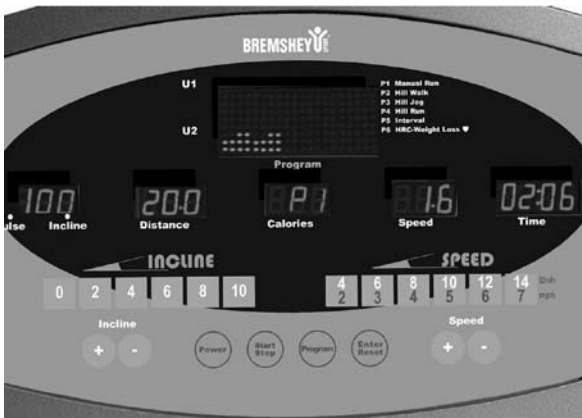 BREMSHEY
SPORT
U1
P1 Manual Run
P2 Hill Walk
P3 Hill Jog
P4 Hill Run
P5 Interval
U2
P6 HRC-Weight Loss ♥
Program
100
20:0
P1
1.6
02:06
ulse Incline
Distance
Calories
Speed
Time
INCLINE
SPEED
0 2 4 6 8 10
4 6 8 10 12 14
2 3 4 5 6 7 mph
Incline
Speed
+ -
Power
Start
Stop
Program
Enter
Reset
+ -